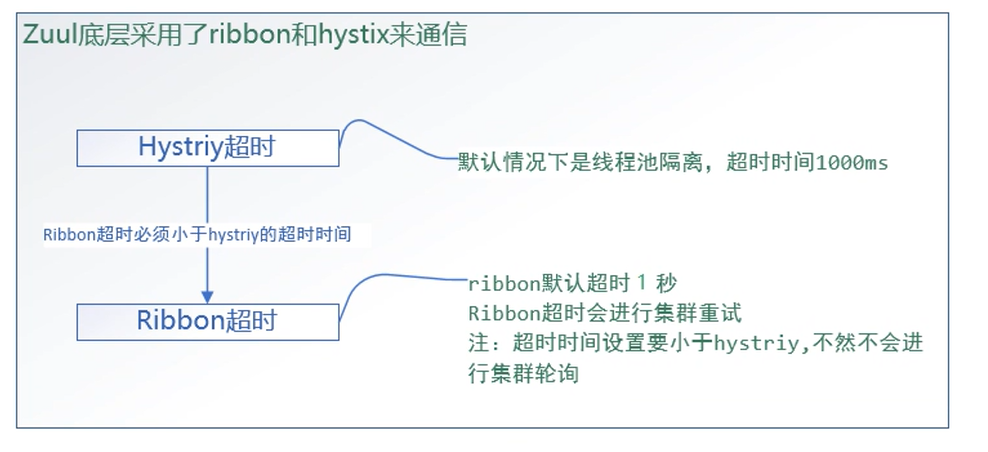 Zuul底层采用了ribbon和hystix来通信
Hystriy超时
默认情况下是线程池隔离，超时时间1000ms
Ribbon超时必须小于hystriy的超时时间
Ribbon超时
ribbon默认超时 1 秒
Ribbon超时会进行集群重试
注：超时时间设置要小于hystriy,不然不会进
行集群轮询